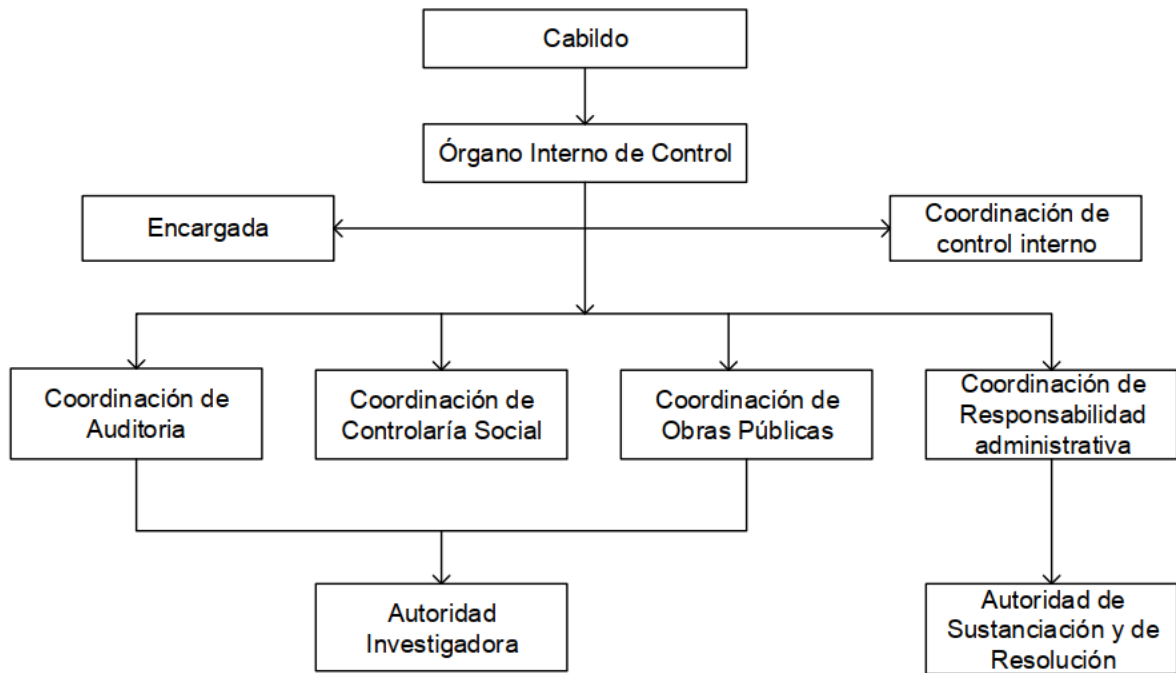 Cabildo
Órgano Interno de Control
Encargada
Coordinación de
control interno
Coordinación de
Auditoria
Coordinación de
Controlaría Social
Coordinación de
Obras Públicas
Coordinación de
Responsabilidad
administrativa
Autoridad
Investigadora
Autoridad de
Sustanciación y de
Resolución